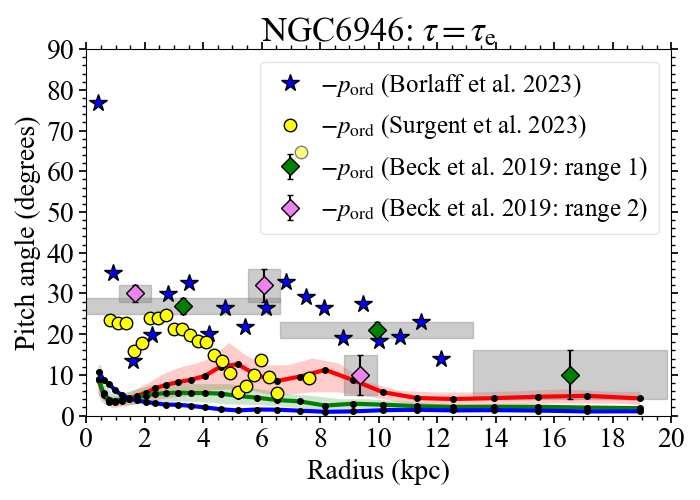 NGC6946: τ = τe
90
80
70
60
50
40
30
20
10
0
Pitch angle (degrees)
−pord (Borlaff et al. 2023)
−pord (Surgent et al. 2023)
−pord (Beck et al. 2019: range 1)
−pord (Beck et al. 2019: range 2)
0 2 4 6 8 10 12 14 16 18 20
Radius (kpc)